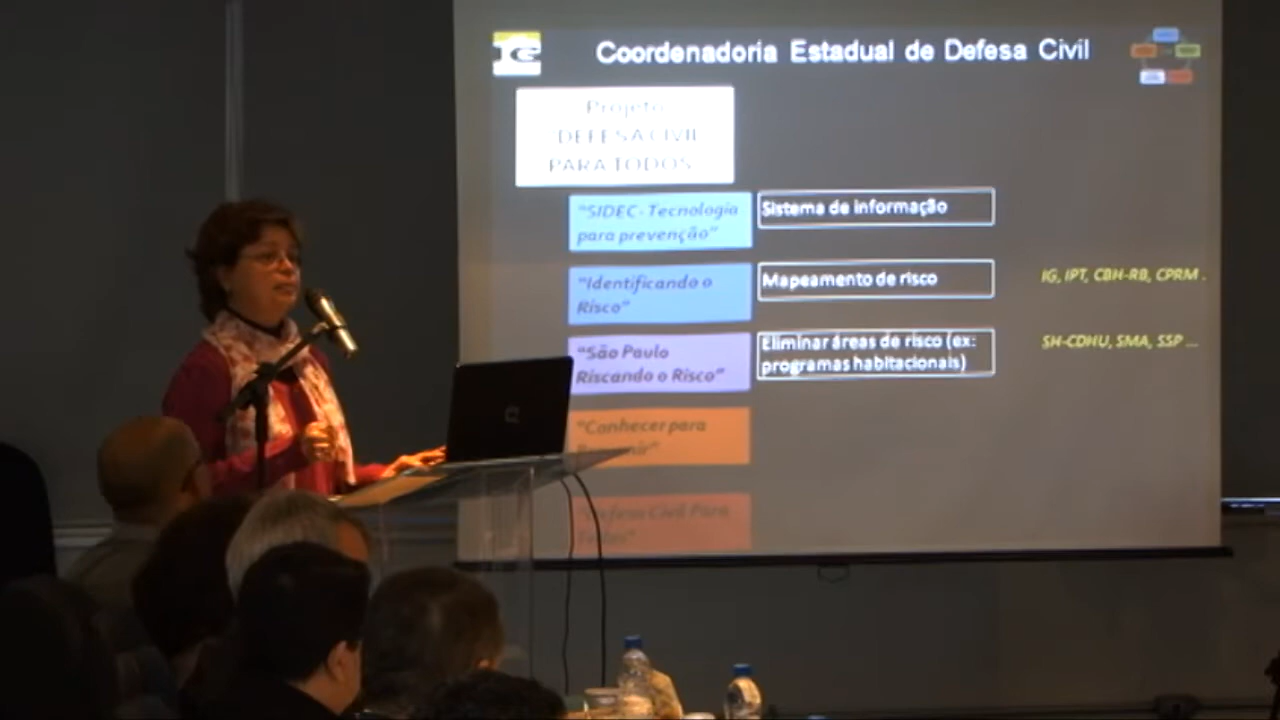 Coordenadoria Estadual de Defesa Civil
Projeto
DEFESA CIVIL
PARA TODOS
"SIDEC- Tecnologia
para prevenção"
Sistema de informação
"Identificando o
Risco"
Mapeamento de risco
IG, IPT, CBH-RB, CPRM .
"São Paulo
Riscando o Risco"
Eliminar áreas de risco (ex:
programas habitacionais)
SH-CDHU, SMA, SSP ...
"Conhecer para
Civil Para